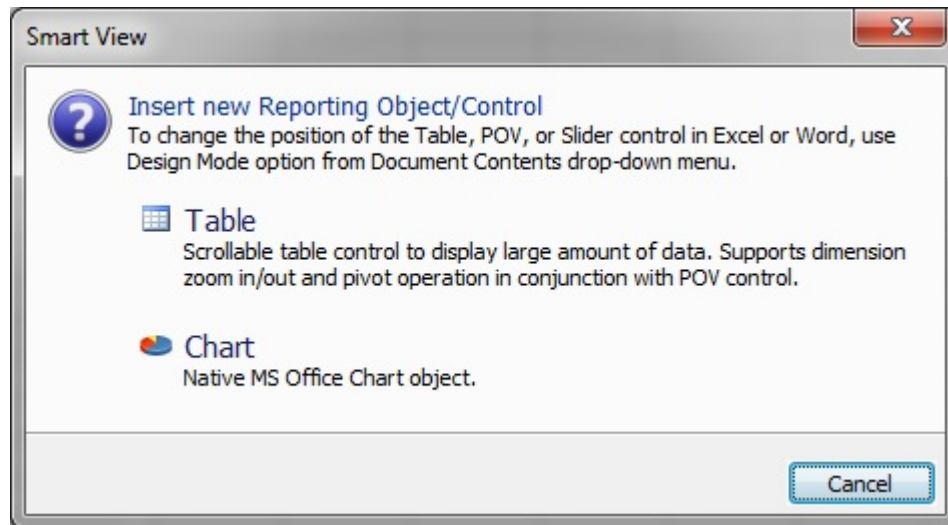 Smart View
Insert new Reporting Object/Control
To change the position of the Table, POV, or Slider control in Excel or Word, use
Design Mode option from Document Contents drop-down menu.
Table
Scrollable table control to display large amount of data. Supports dimension
zoom in/out and pivot operation in conjunction with POV control.
Chart
Native MS Office Chart object.
Cancel